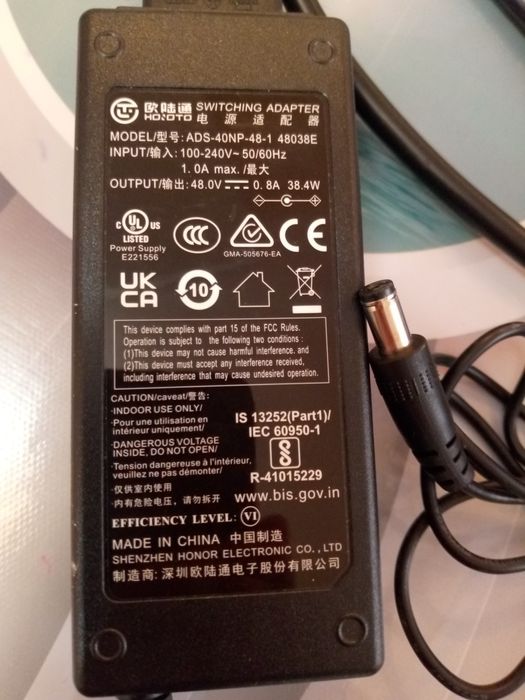 欧陆通 SWITCHING ADAPTER
HONOTO 电源适配器
MODEL/型号: ADS-40NP-48-1 48038E
INPUT/输入: 100-240V~ 50/60Hz
1.0A max./最大
OUTPUT/输出: 48.0V⎓ 0.8A 38.4W
c UL US
LISTED
Power Supply
E221556
CCC
GMA-505676-EA
CE
UK
CA
10
This device complies with part 15 of the FCC Rules.
Operation is subject to the following two conditions :
(1)This device may not cause harmful interference. and
(2)This device must accept any interference received,
including interference that may cause undesired operation.
CAUTION/caveat/警告:
·INDOOR USE ONLY/
·Pour une utilisation en
intérieur uniquement/
·DANGEROUS VOLTAGE
INSIDE, DO NOT OPEN/
·Tension dangereuse à l'intérieur,
veuillez ne pas démonter/
·仅供室内使用
·内有危险电压，请勿拆开
IS 13252(Part1)/
IEC 60950-1
R-41015229
www.bis.gov.in
EFFICIENCY LEVEL: VI
MADE IN CHINA 中国制造
SHENZHEN HONOR ELECTRONIC CO.,LTD
制造商: 深圳欧陆通电子股份有限公司